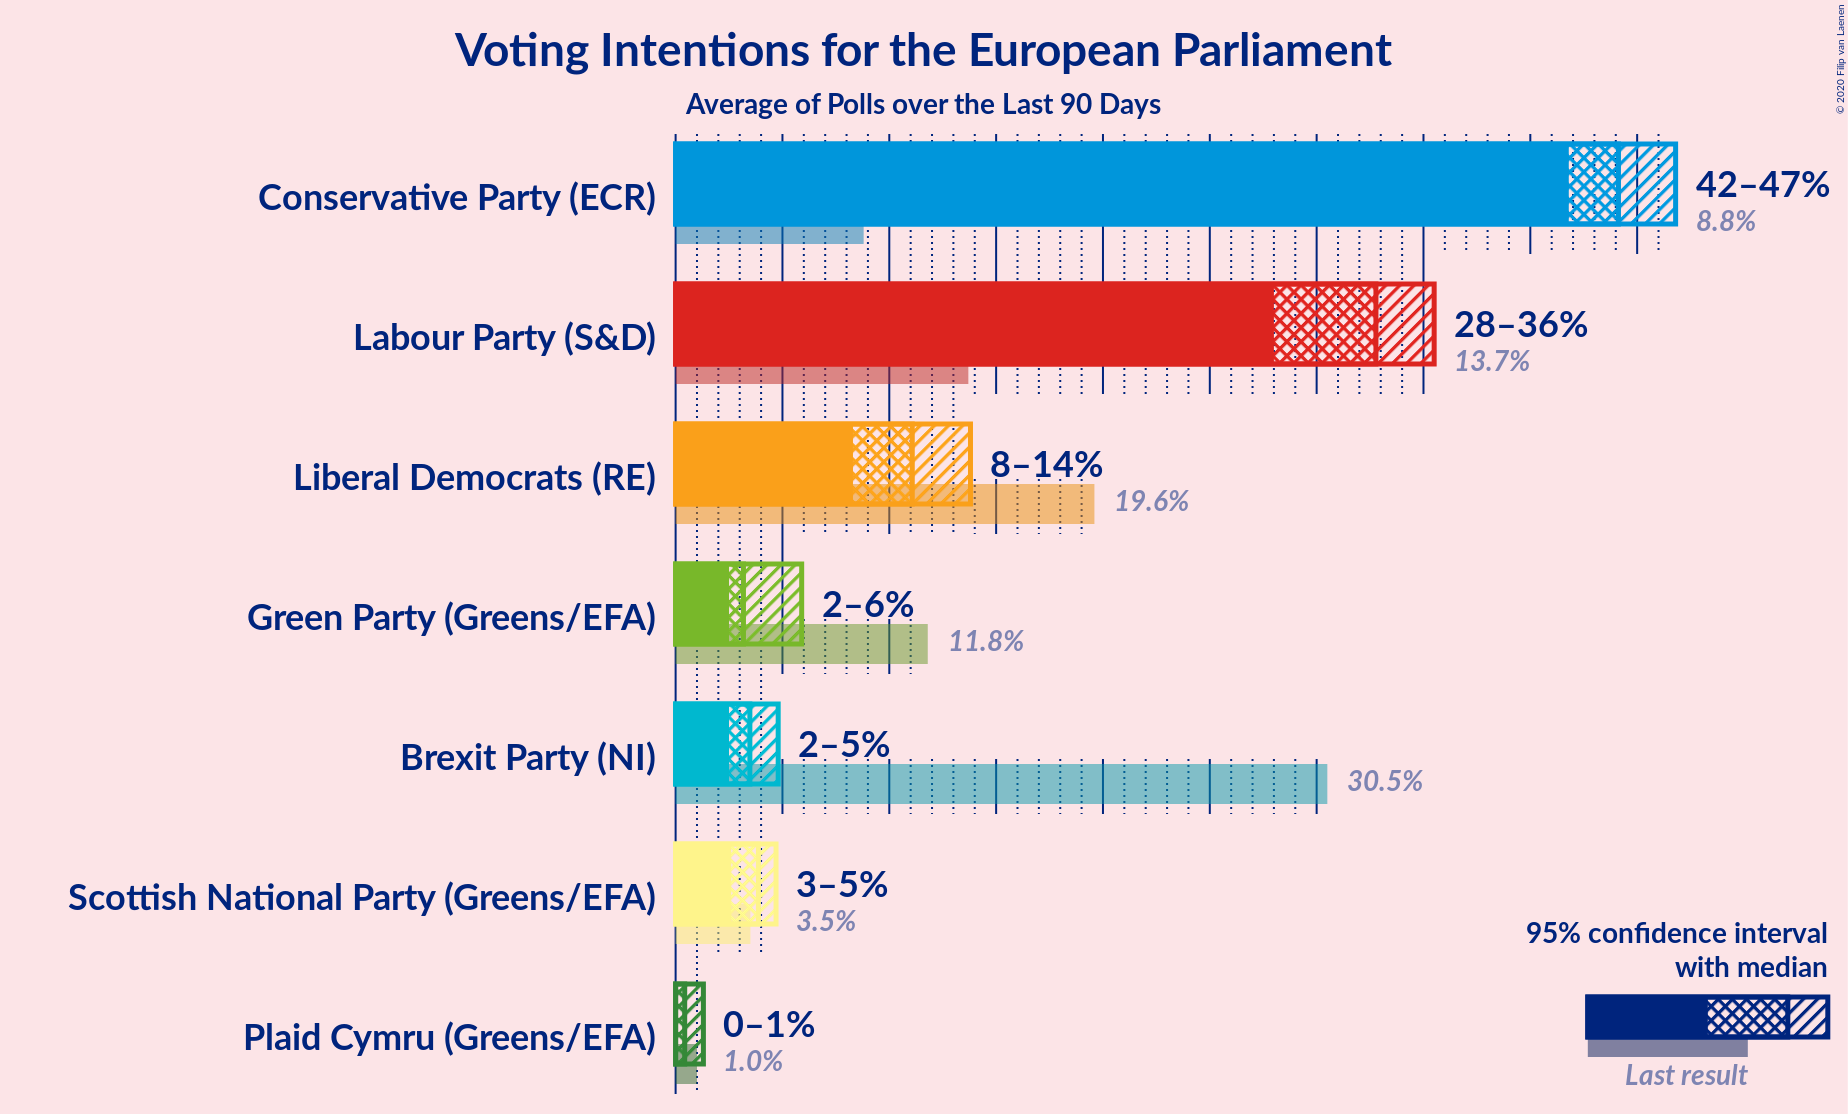 Voting Intentions for the European Parliament
Average of Polls over the Last 90 Days
© 2020 Filip van Laenen
Conservative Party (ECR)
42–47%
8.8%
Labour Party (S&D)
28–36%
13.7%
Liberal Democrats (RE)
8–14%
19.6%
Green Party (Greens/EFA)
2–6%
11.8%
Brexit Party (NI)
2–5%
30.5%
Scottish National Party (Greens/EFA)
3–5%
3.5%
Plaid Cymru (Greens/EFA)
0–1%
1.0%
95% confidence interval
with median
Last result